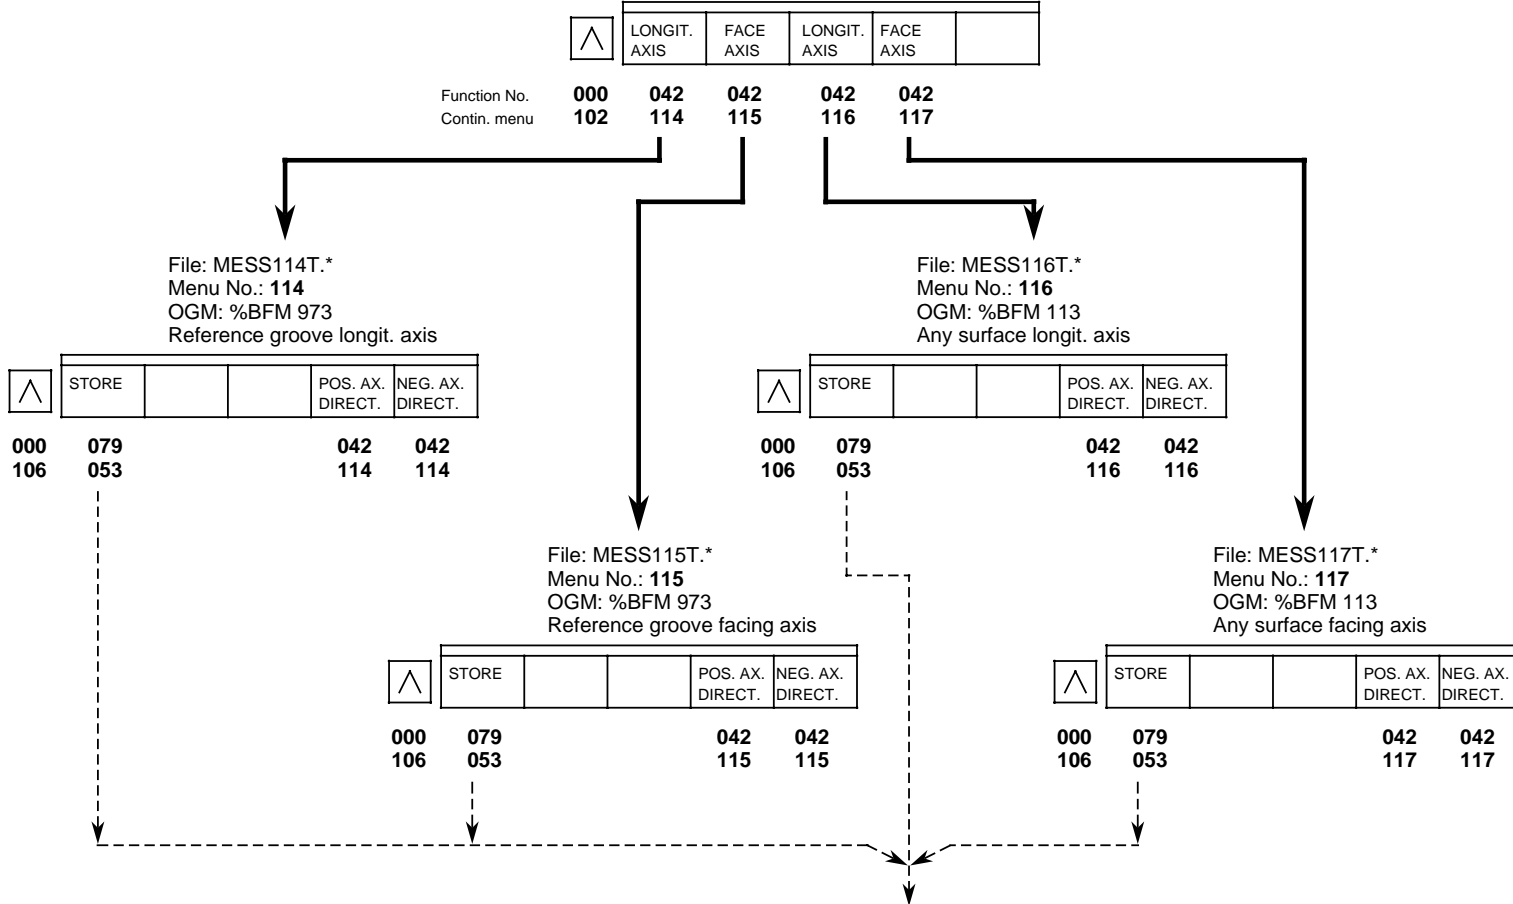 LONGIT. AXIS FACE AXIS LONGIT. AXIS FACE AXIS
Function No. 000 042 042 042 042
Contin. menu 102 114 115 116 117
File: MESS114T.*
Menu No.: 114
OGM: %BFM 973
Reference groove longit. axis
STORE POS. AX. DIRECT. NEG. AX. DIRECT.
000 079 042 042
106 053 114 114
File: MESS116T.*
Menu No.: 116
OGM: %BFM 113
Any surface longit. axis
STORE POS. AX. DIRECT. NEG. AX. DIRECT.
000 079 042 042
106 053 116 116
File: MESS115T.*
Menu No.: 115
OGM: %BFM 973
Reference groove facing axis
STORE POS. AX. DIRECT. NEG. AX. DIRECT.
000 079 042 042
106 053 115 115
File: MESS117T.*
Menu No.: 117
OGM: %BFM 113
Any surface facing axis
STORE POS. AX. DIRECT. NEG. AX. DIRECT.
000 079 042 042
106 053 117 117